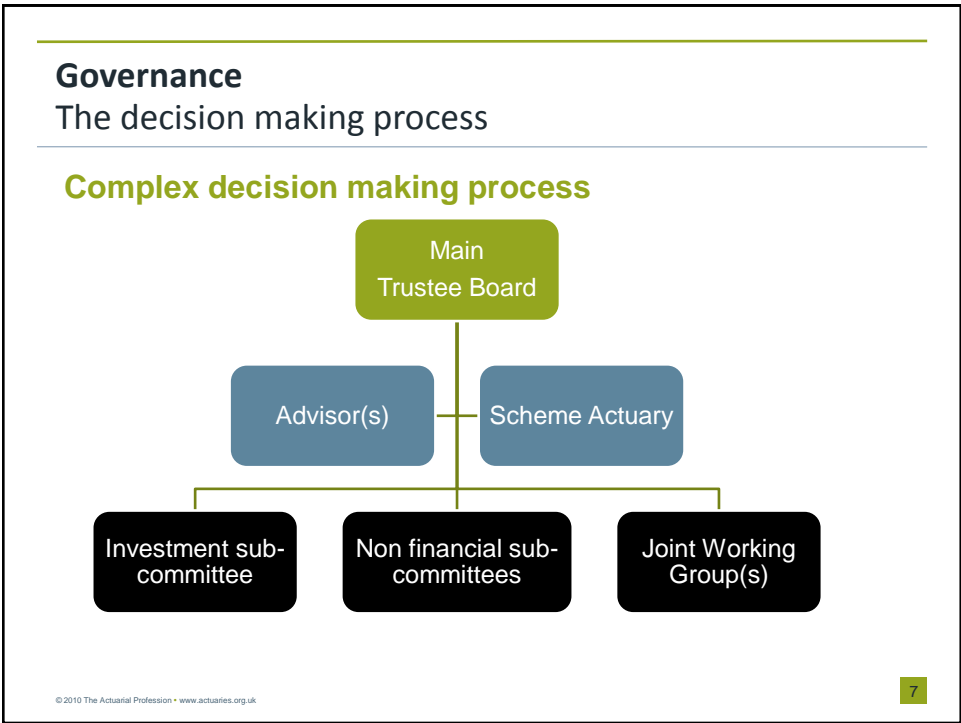 Governance
The decision making process
Complex decision making process
Main
Trustee Board
Advisor(s)
Scheme Actuary
Investment sub-
committee
Non financial sub-
committees
Joint Working
Group(s)
© 2010 The Actuarial Profession • www.actuaries.org.uk
7